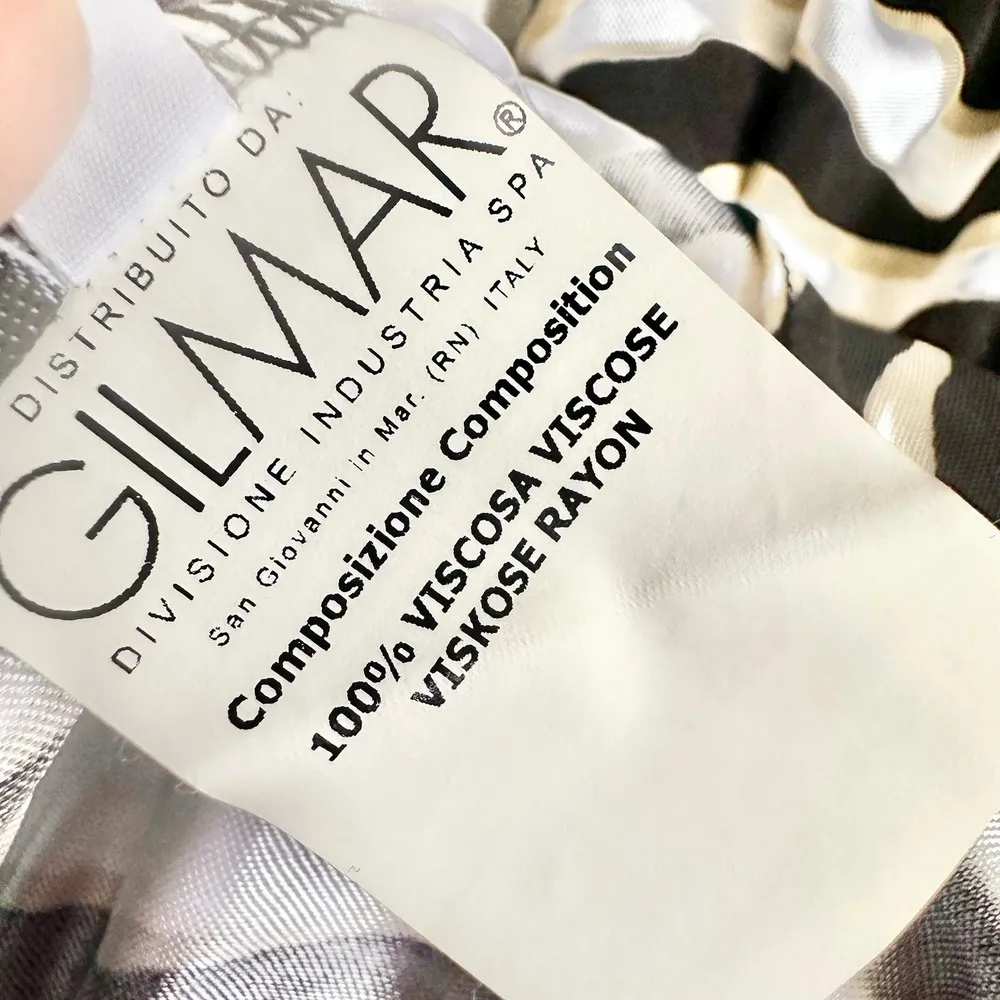 DISTRIBUITO DA:
GILMAR®
DIVISIONE INDUSTRIA SPA
San Giovanni in Mar. (RN) ITALY
Composizione Composition
100% VISCOSA VISCOSE
VISKOSE RAYON